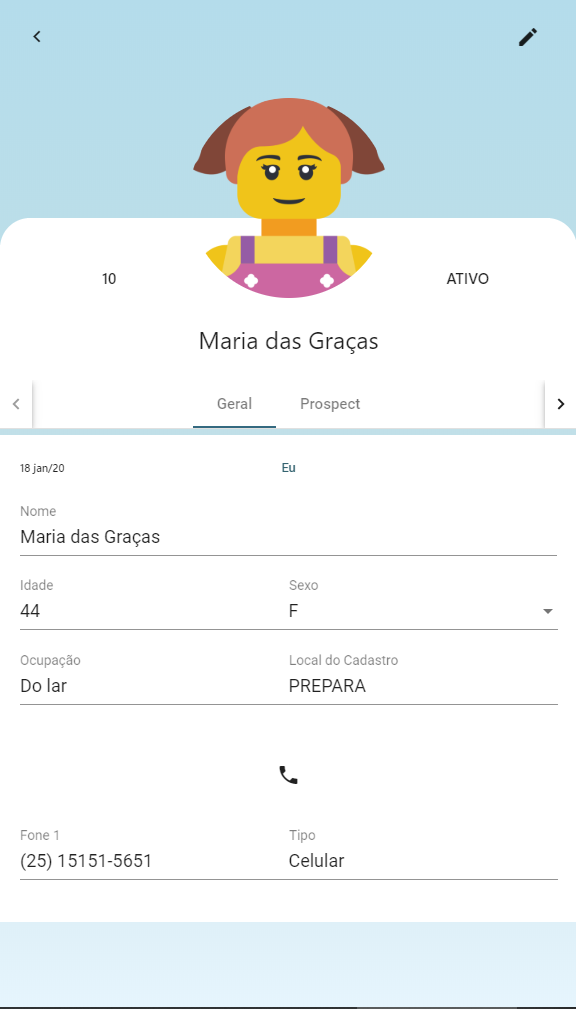 10 ATIVO
Maria das Graças
Geral Prospect
18 jan/20 Eu
Nome
Maria das Graças
Idade Sexo
44 F
Ocupação Local do Cadastro
Do lar PREPARA
Fone 1 Tipo
(25) 15151-5651 Celular